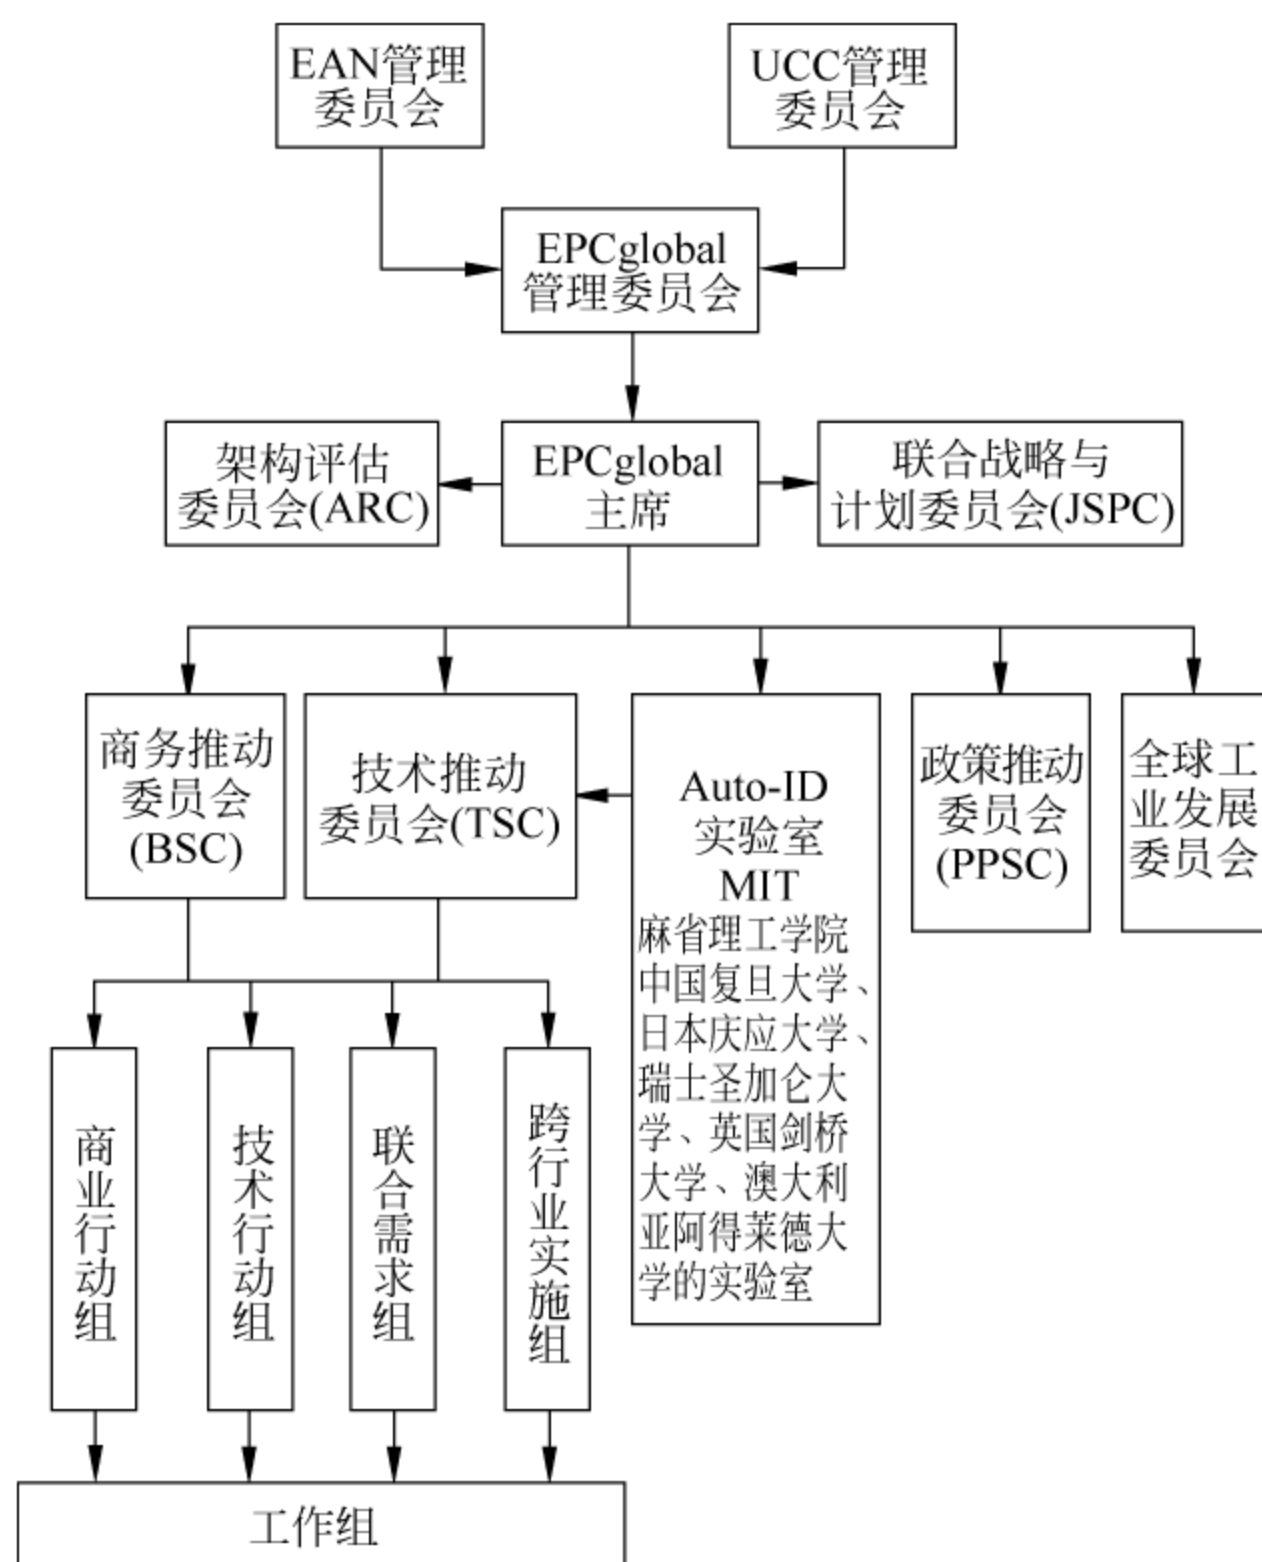 EAN管理
委员会
UCC管理
委员会
EPCglobal
管理委员会
架构评估
委员会(ARC)
EPCglobal
主席
联合战略与
计划委员会(JSPC)
商务推动
委员会
(BSC)
技术推动
委员会(TSC)
Auto-ID
实验室
MIT
麻省理工学院
中国复旦大学、
日本庆应大学、
瑞士圣加仑大
学、英国剑桥
大学、澳大利
亚阿得莱德大
学的实验室
政策推动
委员会
(PPSC)
全球工
业发展
委员会
商业行动组
技术行动组
联合需求组
跨行业实施组
工作组